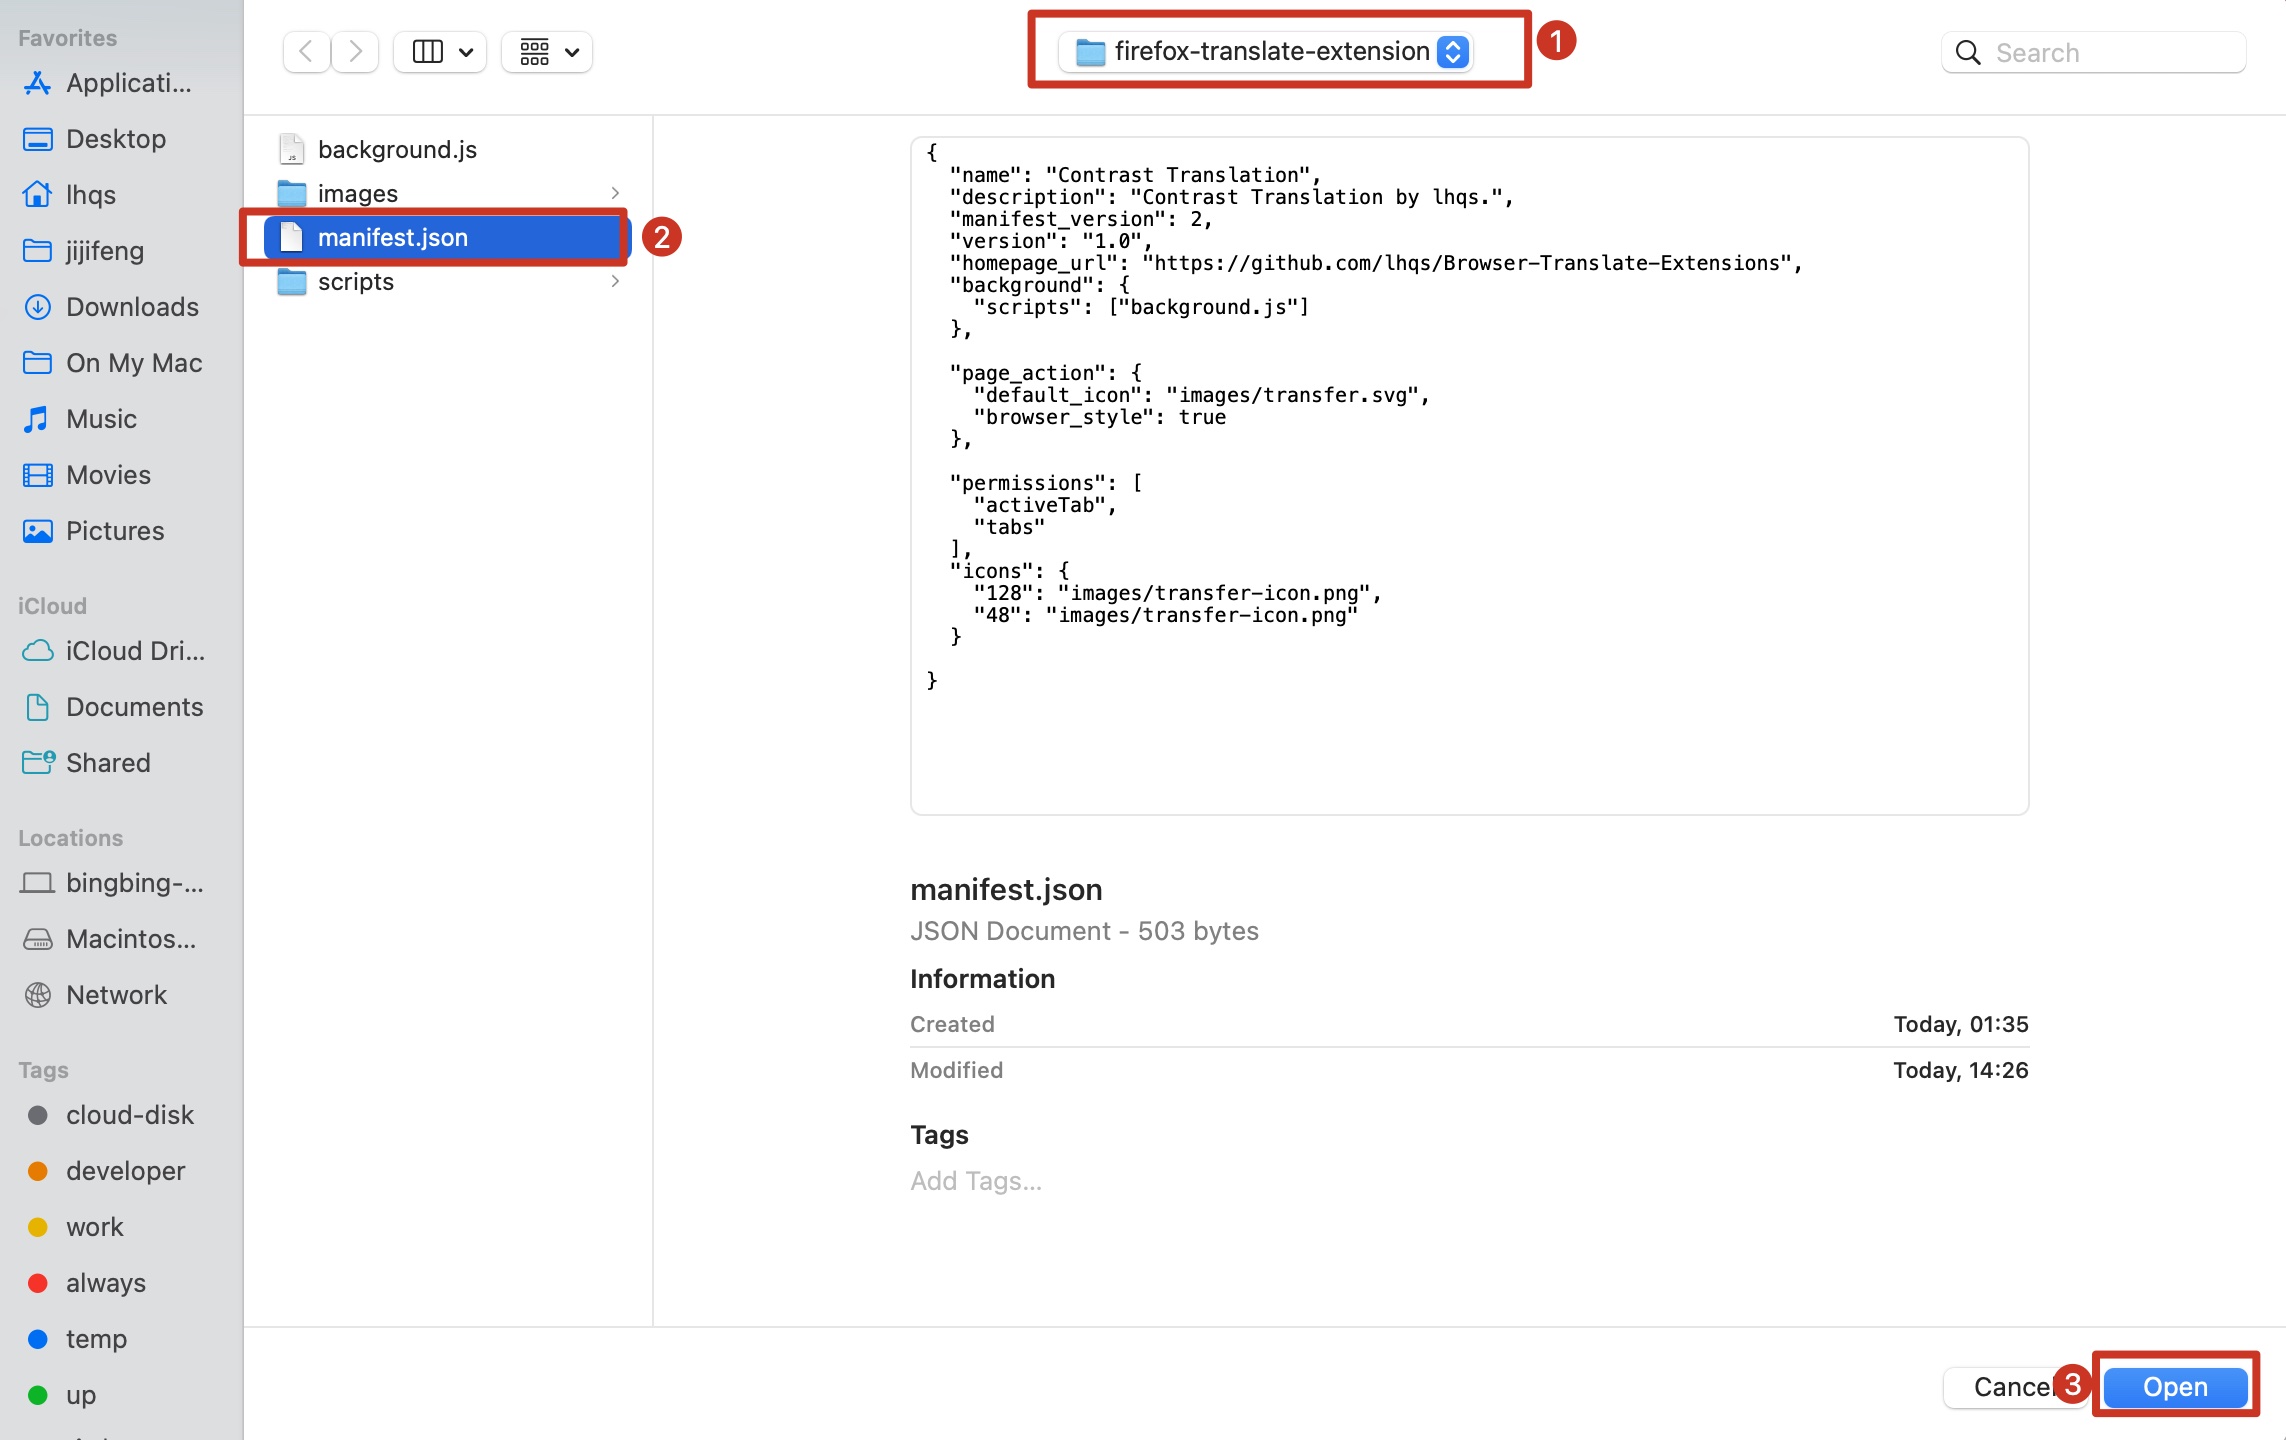 Favorites
Applicati...
Desktop
lhqs
jijifeng
Downloads
On My Mac
Music
Movies
Pictures
iCloud
iCloud Dri...
Documents
Shared
Locations
bingbing-...
Macintos...
Network
Tags
cloud-disk
developer
work
always
temp
up
firefox-translate-extension
1
Search
background.js
JS
images
manifest.json
2
scripts
{
"name": "Contrast Translation",
"description": "Contrast Translation by lhqs.",
"manifest_version": 2,
"version": "1.0",
"homepage_url": "https://github.com/lhqs/Browser-Translate-Extensions",
"background": {
"scripts": ["background.js"]
},
"page_action": {
"default_icon": "images/transfer.svg",
"browser_style": true
},
"permissions": [
"activeTab",
"tabs"
],
"icons": {
"128": "images/transfer-icon.png",
"48": "images/transfer-icon.png"
}
}
manifest.json
JSON Document - 503 bytes
Information
Created Today, 01:35
Modified Today, 14:26
Tags
Add Tags...
Cancel
3
Open